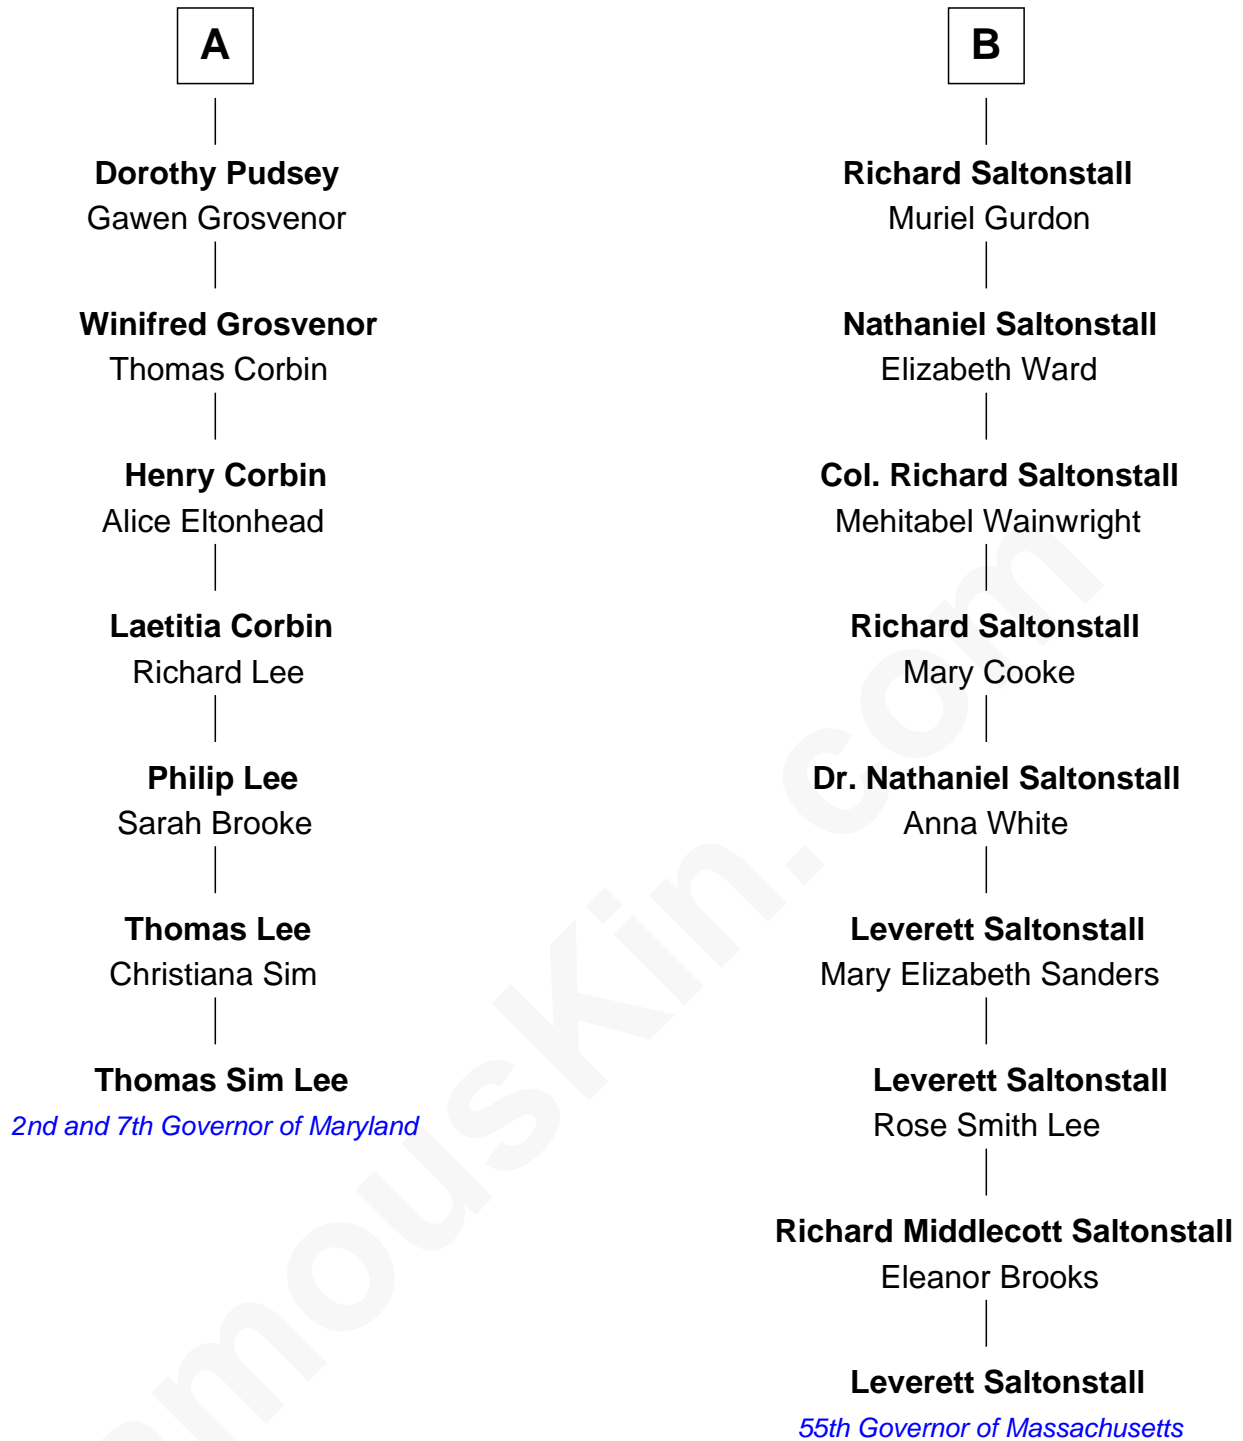 A
Dorothy Pudsey
Gawen Grosvenor
Winifred Grosvenor
Thomas Corbin
Henry Corbin
Alice Eltonhead
Laetitia Corbin
Richard Lee
Philip Lee
Sarah Brooke
Thomas Lee
Christiana Sim
Thomas Sim Lee
2nd and 7th Governor of Maryland
B
Richard Saltonstall
Muriel Gurdon
Nathaniel Saltonstall
Elizabeth Ward
Col. Richard Saltonstall
Mehitabel Wainwright
Richard Saltonstall
Mary Cooke
Dr. Nathaniel Saltonstall
Anna White
Leverett Saltonstall
Mary Elizabeth Sanders
Leverett Saltonstall
Rose Smith Lee
Richard Middlecott Saltonstall
Eleanor Brooks
Leverett Saltonstall
55th Governor of Massachusetts
amouskin.com